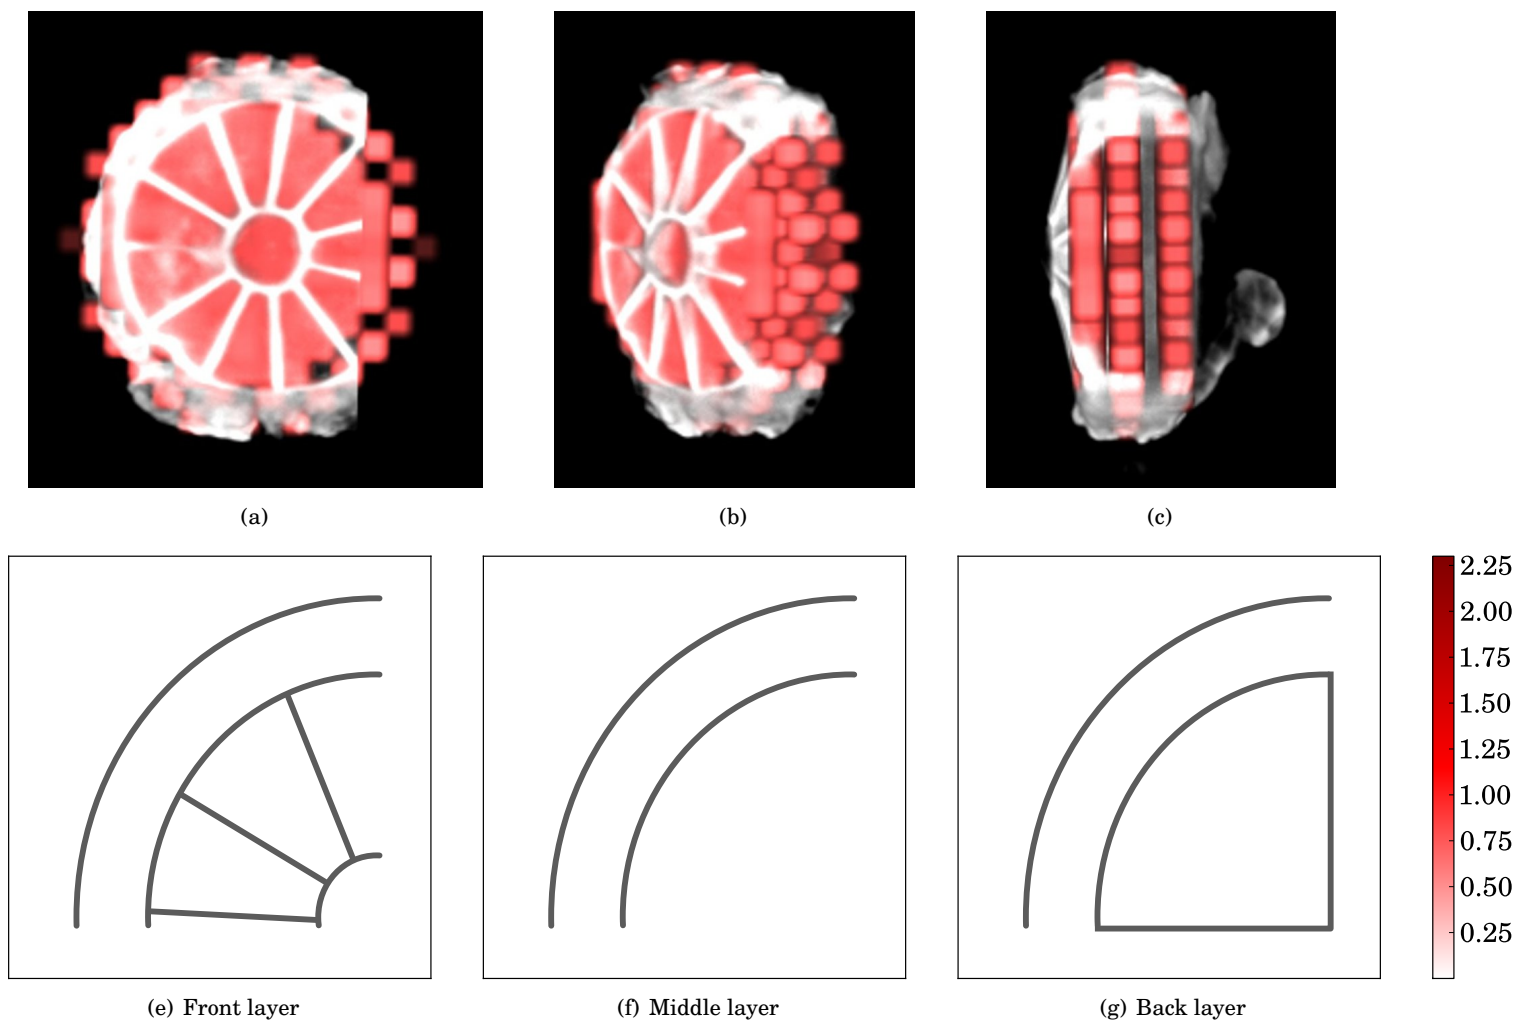 (a)
(b)
(c)
2.25
2.00
1.75
1.50
1.25
1.00
0.75
0.50
0.25
(e) Front layer
(f) Middle layer
(g) Back layer